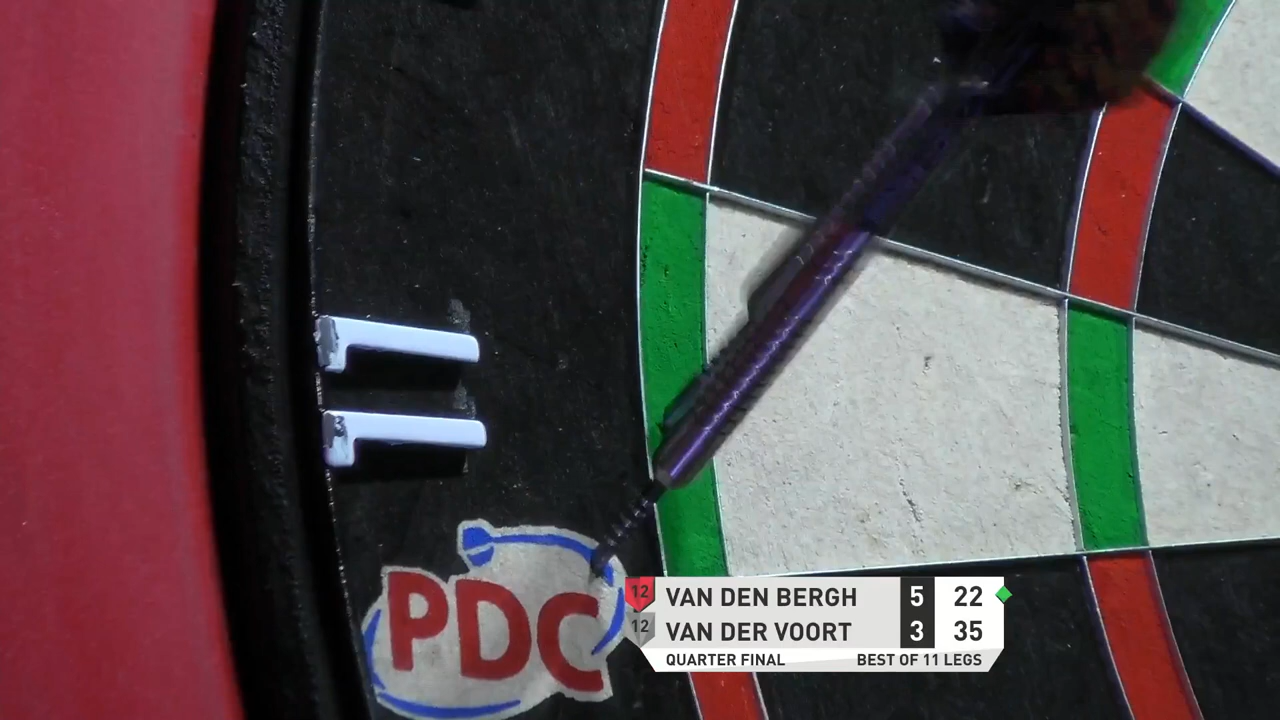 11
PDC
12 VAN DEN BERGH 5 22
12 VAN DER VOORT 3 35
QUARTER FINAL BEST OF 11 LEGS